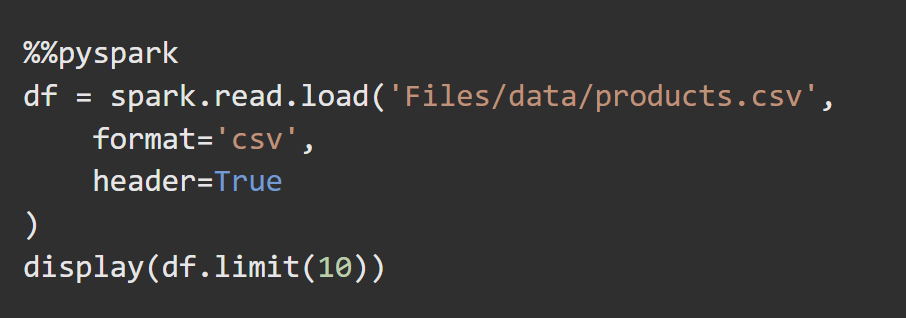 %%pyspark
df = spark.read.load('Files/data/products.csv',
    format='csv',
    header=True
)
display(df.limit(10))